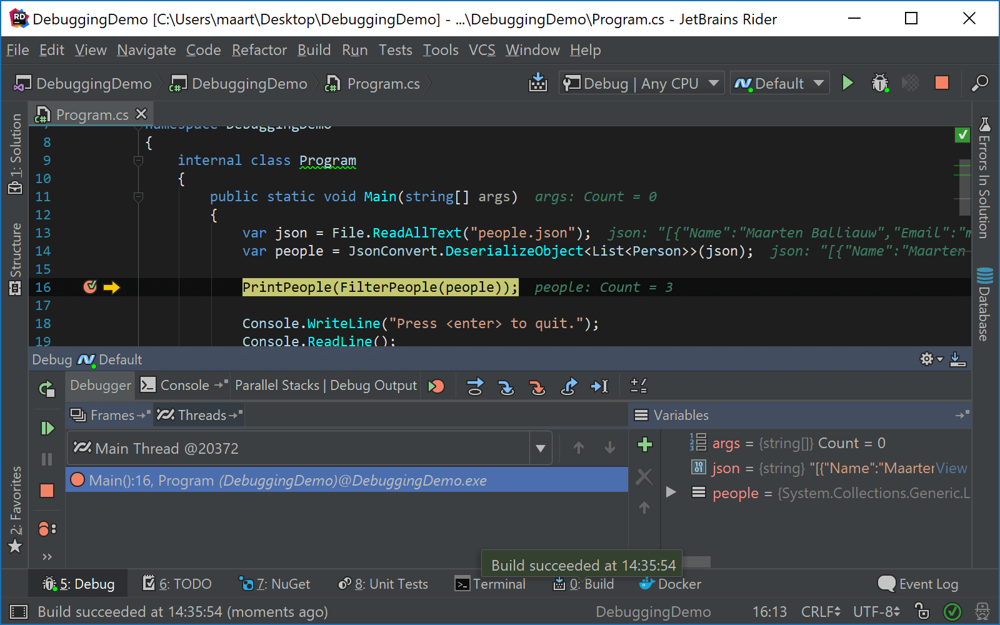 DebuggingDemo [C:\Users\maart\Desktop\DebuggingDemo] - ...\DebuggingDemo\Program.cs - JetBrains Rider
File Edit View Navigate Code Refactor Build Run Tests Tools VCS Window Help
DebuggingDemo DebuggingDemo Program.cs Debug | Any CPU Default
Program.cs
7 namespace DebuggingDemo
8 {
9 internal class Program
10 {
11 public static void Main(string[] args) args: Count = 0
12 {
13 var json = File.ReadAllText("people.json"); json: "[{"Name":"Maarten Balliauw","Email":"m
14 var people = JsonConvert.DeserializeObject<List<Person>>(json); json: "[{"Name":"Maarten
15
16 PrintPeople(FilterPeople(people)); people: Count = 3
17
18 Console.WriteLine("Press <enter> to quit.");
19 Console.ReadLine();
1: Solution
Structure
2: Favorites
Errors In Solution
Database
Debug Default
Debugger Console Parallel Stacks | Debug Output
Frames Threads
Variables
Main Thread @20372
Main():16, Program (DebuggingDemo)@DebuggingDemo.exe
args = {string[]} Count = 0
json = {string} "[{"Name":"Maarten View
people = {System.Collections.Generic.L
Build succeeded at 14:35:54
5: Debug 6: TODO 7: NuGet 8: Unit Tests Terminal 0: Build Docker Event Log
Build succeeded at 14:35:54 (moments ago) DebuggingDemo 16:13 CRLF UTF-8